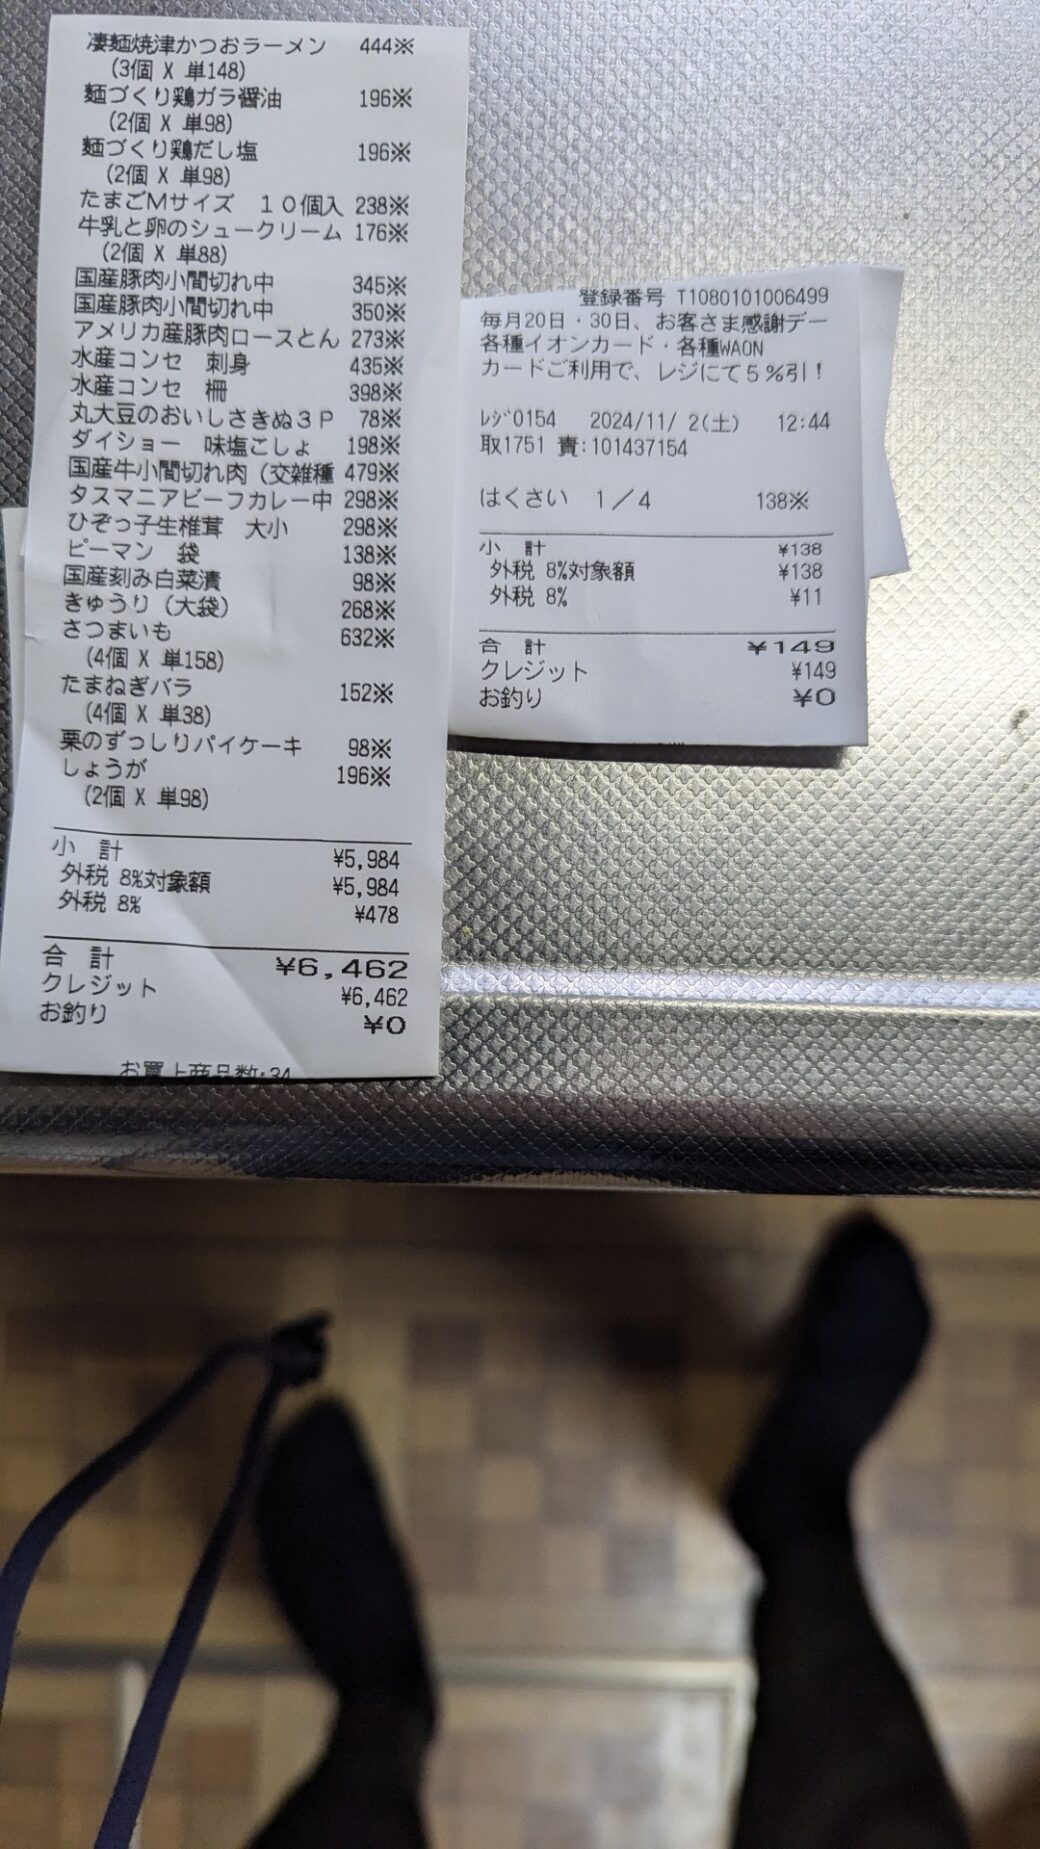 凄麺焼津かつおラーメン 444※
(3個 X 単148)
麺づくり鶏ガラ醤油 196※
(2個 X 単98)
麺づくり鶏だし塩 196※
(2個 X 単98)
たまごMサイズ 10個入 238※
牛乳と卵のシュークリーム 176※
(2個 X 単88)
国産豚肉小間切れ中 345※
国産豚肉小間切れ中 350※
アメリカ産豚肉ロースとん 273※
水産コンセ 刺身 435※
水産コンセ 柵 398※
丸大豆のおいしさきぬ3P 78※
ダイショー 味塩こしょ 198※
国産牛小間切れ肉(交雑種 479※
タスマニアビーフカレー中 298※
ひぞっ子生椎茸 大小 298※
ピーマン 袋 138※
国産刻み白菜漬 98※
きゅうり(大袋) 268※
さつまいも 632※
(4個 X 単158)
たまねぎバラ 152※
(4個 X 単38)
栗のずっしりパイケーキ 98※
しょうが 196※
(2個 X 単98)
小 計 ¥5,984
外税 8%対象額 ¥5,984
外税 8% ¥478
合 計 ¥6,462
クレジット ¥6,462
お釣り ¥0
お買上商品数:34
登録番号 T1080101006499
毎月20日・30日、お客さま感謝デー
各種イオンカード・各種WAON
カードご利用で、レジにて5%引!
ﾚｼﾞ0154 2024/11/ 2(土) 12:44
取1751 責:101437154
はくさい 1/4 138※
小 計 ¥138
外税 8%対象額 ¥138
外税 8% ¥11
合 計 ¥149
クレジット ¥149
お釣り ¥0